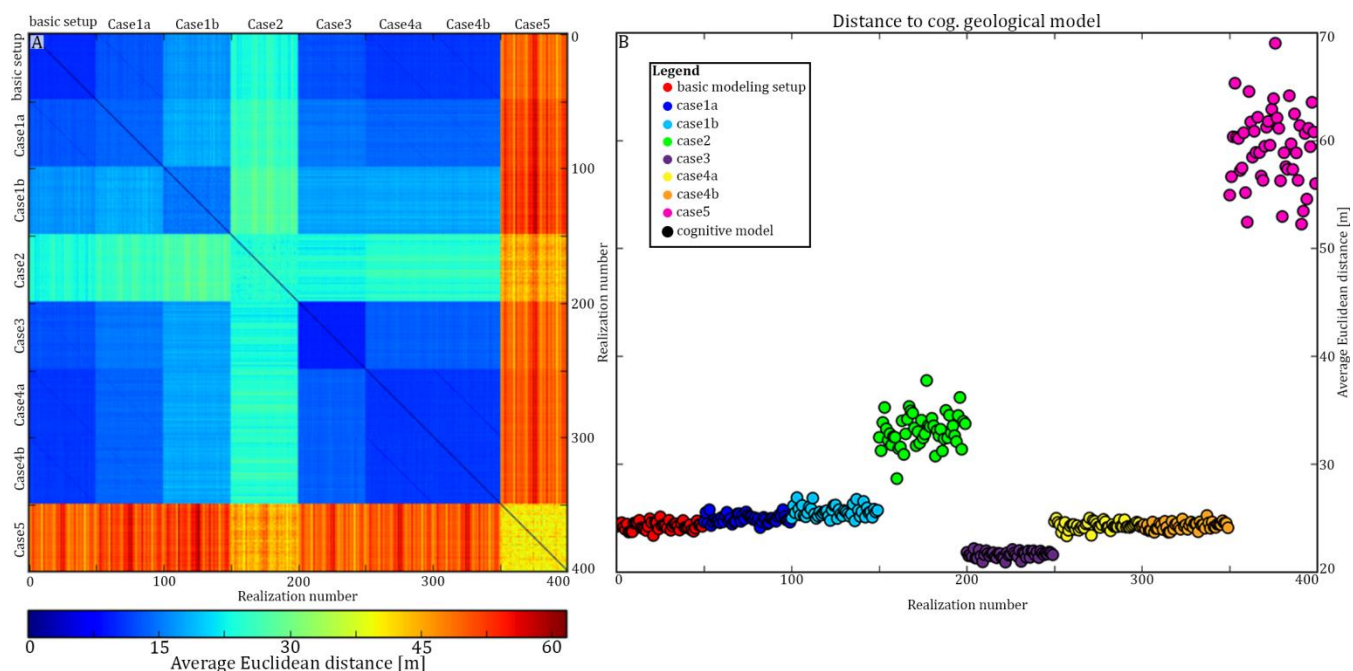 basic setup Case1a Case1b Case2 Case3 Case4a Case4b Case5
A
basic setup
Case1a
Case1b
Case2
Case3
Case4a
Case4b
Case5
0
100
200
300
400
Realization number
0 100 200 300 400
Realization number
0 15 30 45 60
Average Euclidean distance [m]
Distance to cog. geological model
B
Legend
basic modeling setup
case1a
case1b
case2
case3
case4a
case4b
case5
cognitive model
70
60
50
40
30
20
Average Euclidean distance [m]
0 100 200 300 400
Realization number